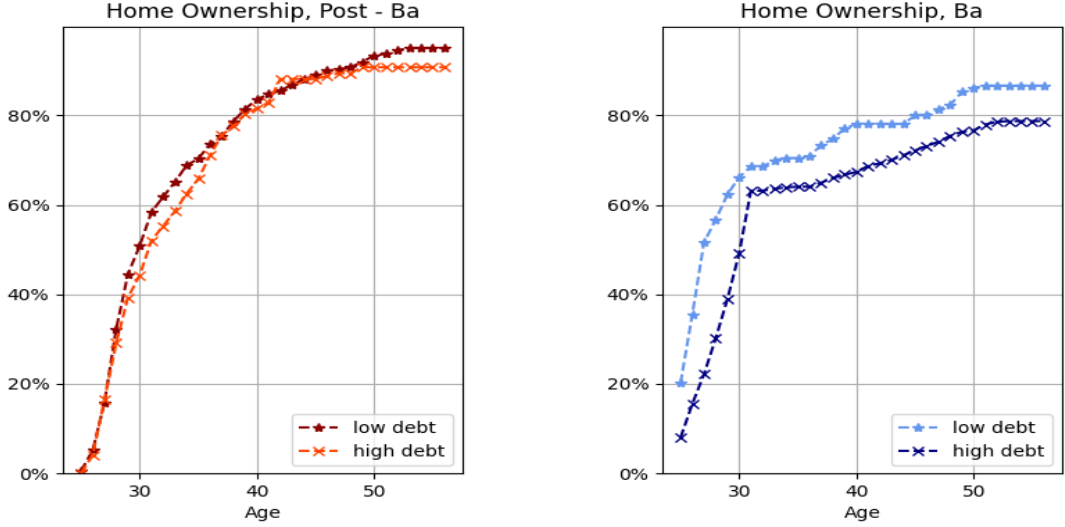 Home Ownership, Post - Ba
80%
60%
40%
20%
0%
30
40
50
Age
low debt
high debt
Home Ownership, Ba
80%
60%
40%
20%
0%
30
40
50
Age
low debt
high debt